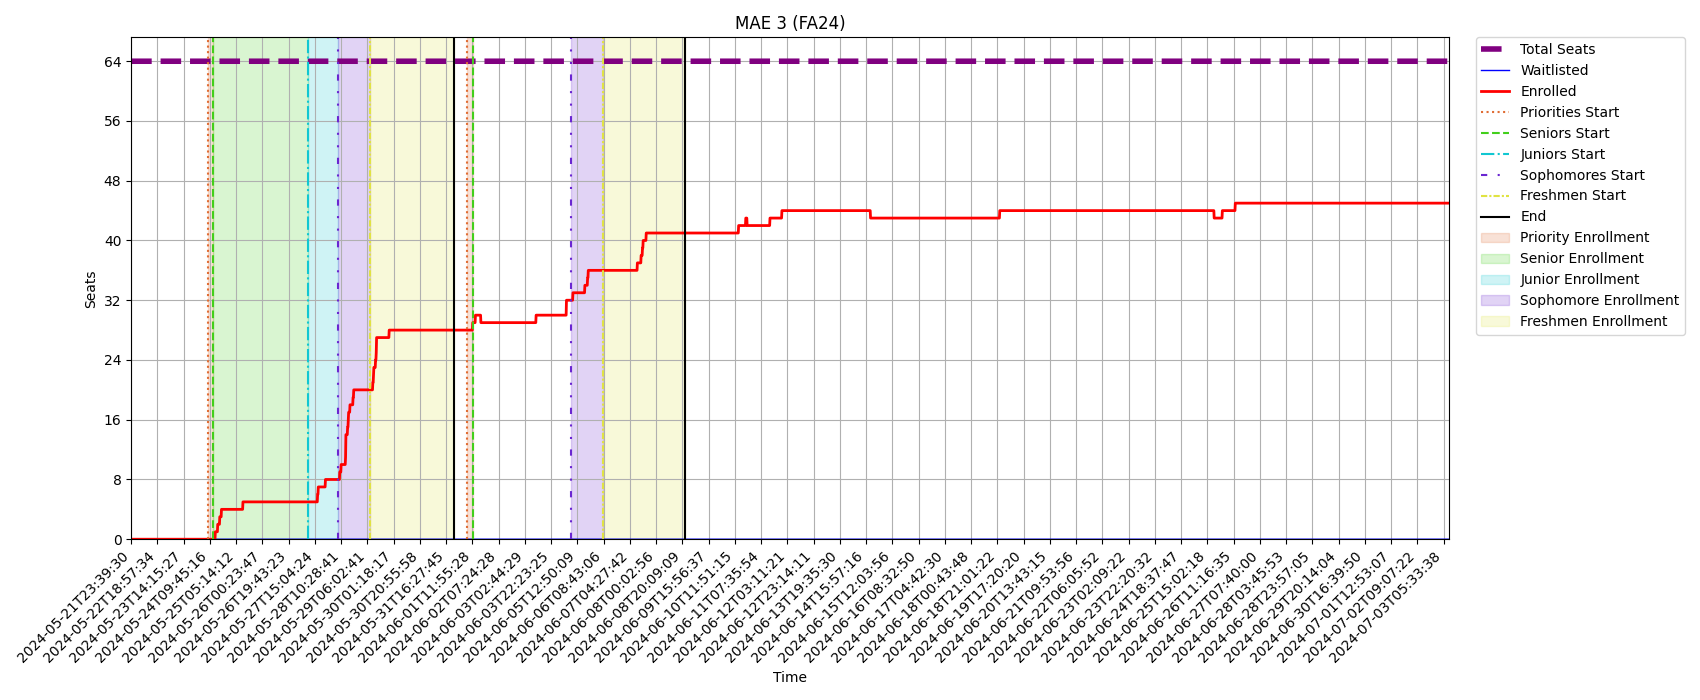 MAE 3 (FA24)
Seats
64
56
48
40
32
24
16
8
0
2024-05-21T23:39:30
2024-05-22T18:57:34
2024-05-23T14:15:27
2024-05-24T09:45:16
2024-05-25T05:14:12
2024-05-26T00:23:47
2024-05-26T19:43:23
2024-05-27T15:04:24
2024-05-28T10:28:41
2024-05-29T06:02:41
2024-05-30T01:18:17
2024-05-30T20:55:58
2024-05-31T16:27:45
2024-06-01T11:55:28
2024-06-02T07:24:28
2024-06-03T02:44:29
2024-06-03T22:23:25
2024-06-05T12:50:09
2024-06-06T08:43:06
2024-06-07T04:27:42
2024-06-08T00:02:56
2024-06-08T20:09:09
2024-06-09T15:56:37
2024-06-10T11:51:15
2024-06-11T07:35:54
2024-06-12T03:11:21
2024-06-12T23:14:11
2024-06-13T19:35:30
2024-06-14T15:57:16
2024-06-15T12:03:56
2024-06-16T08:32:50
2024-06-17T04:42:30
2024-06-18T00:43:48
2024-06-18T21:01:22
2024-06-19T17:20:20
2024-06-20T13:43:15
2024-06-21T09:53:56
2024-06-22T06:05:52
2024-06-23T02:09:22
2024-06-23T22:20:32
2024-06-24T18:37:47
2024-06-25T15:02:18
2024-06-26T11:16:35
2024-06-27T07:40:00
2024-06-28T03:45:53
2024-06-28T23:57:05
2024-06-29T20:14:04
2024-06-30T16:39:50
2024-07-01T12:53:07
2024-07-02T09:07:22
2024-07-03T05:33:38
Time
Total Seats
Waitlisted
Enrolled
Priorities Start
Seniors Start
Juniors Start
Sophomores Start
Freshmen Start
End
Priority Enrollment
Senior Enrollment
Junior Enrollment
Sophomore Enrollment
Freshmen Enrollment